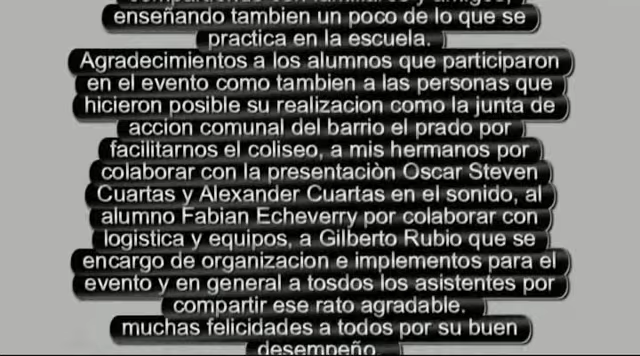 compartiendo con familiares y amigos,
enseñando tambien un poco de lo que se
practica en la escuela.
Agradecimientos a los alumnos que participaron
en el evento como tambien a las personas que
hicieron posible su realizacion como la junta de
accion comunal del barrio el prado por
facilitarnos el coliseo, a mis hermanos por
colaborar con la presentaciòn Oscar Steven
Cuartas y Alexander Cuartas en el sonido, al
alumno Fabian Echeverry por colaborar con
logistica y equipos, a Gilberto Rubio que se
encargo de organizacion e implementos para el
evento y en general a tosdos los asistentes por
compartir ese rato agradable.
muchas felicidades a todos por su buen
desempeño